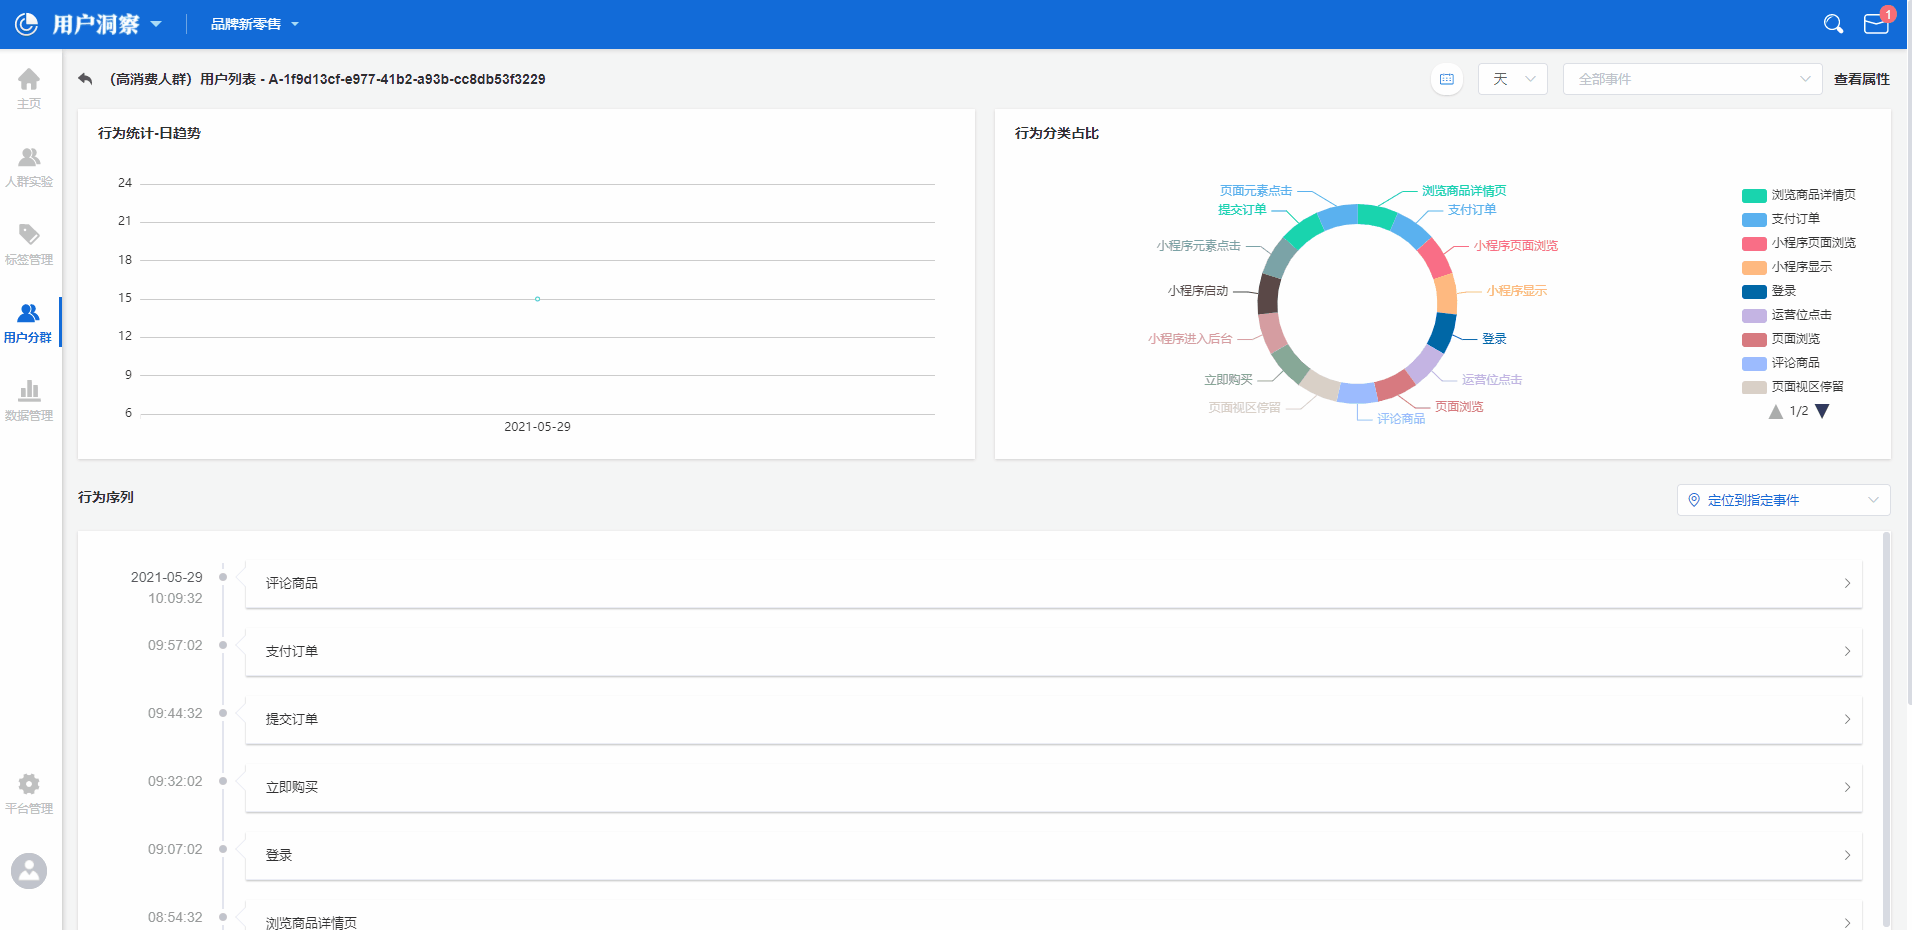 用户洞察
品牌新零售
1
主页
人群实验
标签管理
用户分群
数据管理
平台管理
（高消费人群）用户列表 - A-1f9d13cf-e977-41b2-a93b-cc8db53f3229
天
全部事件
查看属性
行为统计-日趋势
24
21
18
15
12
9
6
2021-05-29
行为分类占比
页面元素点击
浏览商品详情页
提交订单
支付订单
小程序元素点击
小程序页面浏览
小程序启动
小程序显示
小程序进入后台
登录
立即购买
运营位点击
页面视区停留
页面浏览
评论商品
浏览商品详情页
支付订单
小程序页面浏览
小程序显示
登录
运营位点击
页面浏览
评论商品
页面视区停留
1/2
行为序列
定位到指定事件
2021-05-29
10:09:32
评论商品
09:57:02
支付订单
09:44:32
提交订单
09:32:02
立即购买
09:07:02
登录
08:54:32
浏览商品详情页